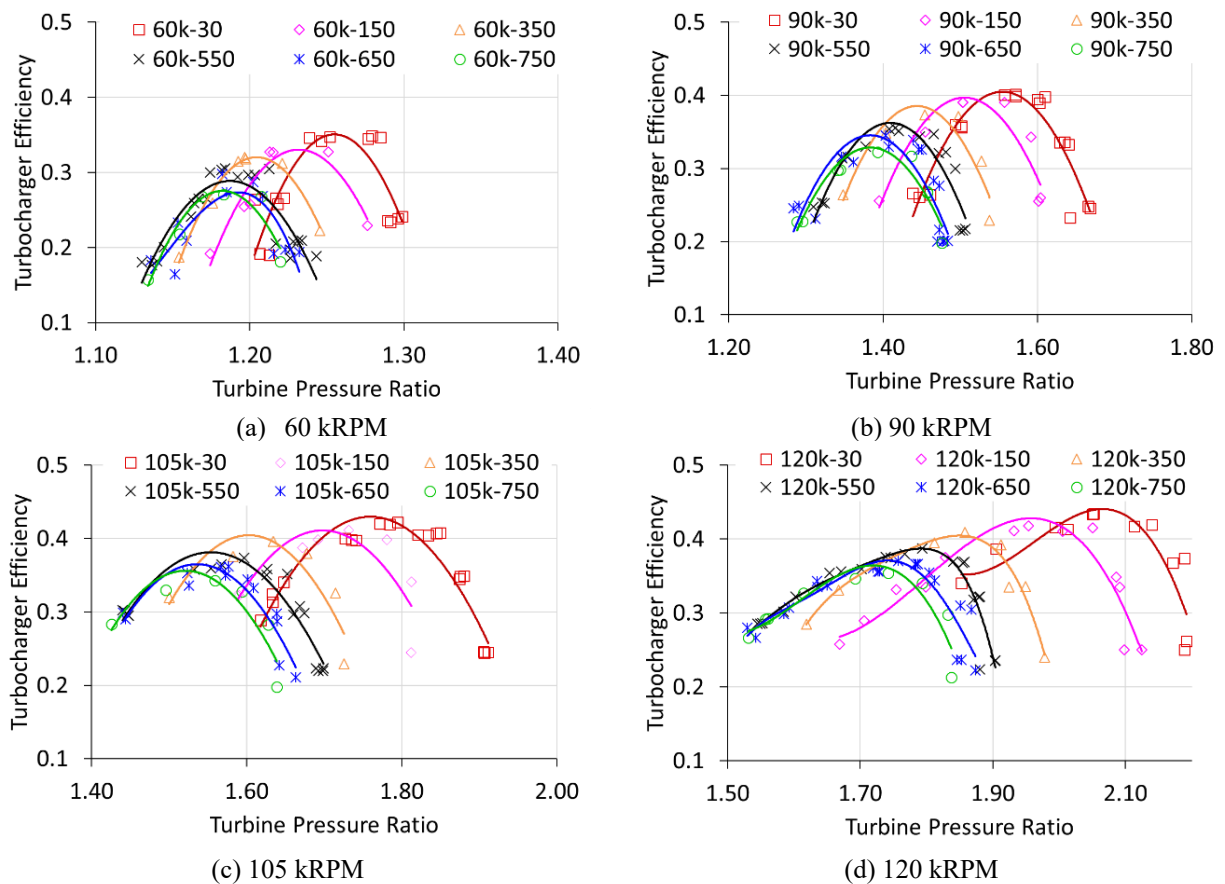 0.5
0.4
0.3
0.2
0.1
Turbocharger Efficiency
60k-30 60k-150 60k-350
60k-550 60k-650 60k-750
1.10 1.20 1.30 1.40
Turbine Pressure Ratio
(a) 60 kRPM
0.5
0.4
0.3
0.2
0.1
Turbocharger Efficiency
90k-30 90k-150 90k-350
90k-550 90k-650 90k-750
1.20 1.40 1.60 1.80
Turbine Pressure Ratio
(b) 90 kRPM
0.5
0.4
0.3
0.2
0.1
Turbocharger Efficiency
105k-30 105k-150 105k-350
105k-550 105k-650 105k-750
1.40 1.60 1.80 2.00
Turbine Pressure Ratio
(c) 105 kRPM
0.5
0.4
0.3
0.2
0.1
Turbocharger Efficiency
120k-30 120k-150 120k-350
120k-550 120k-650 120k-750
1.50 1.70 1.90 2.10
Turbine Pressure Ratio
(d) 120 kRPM